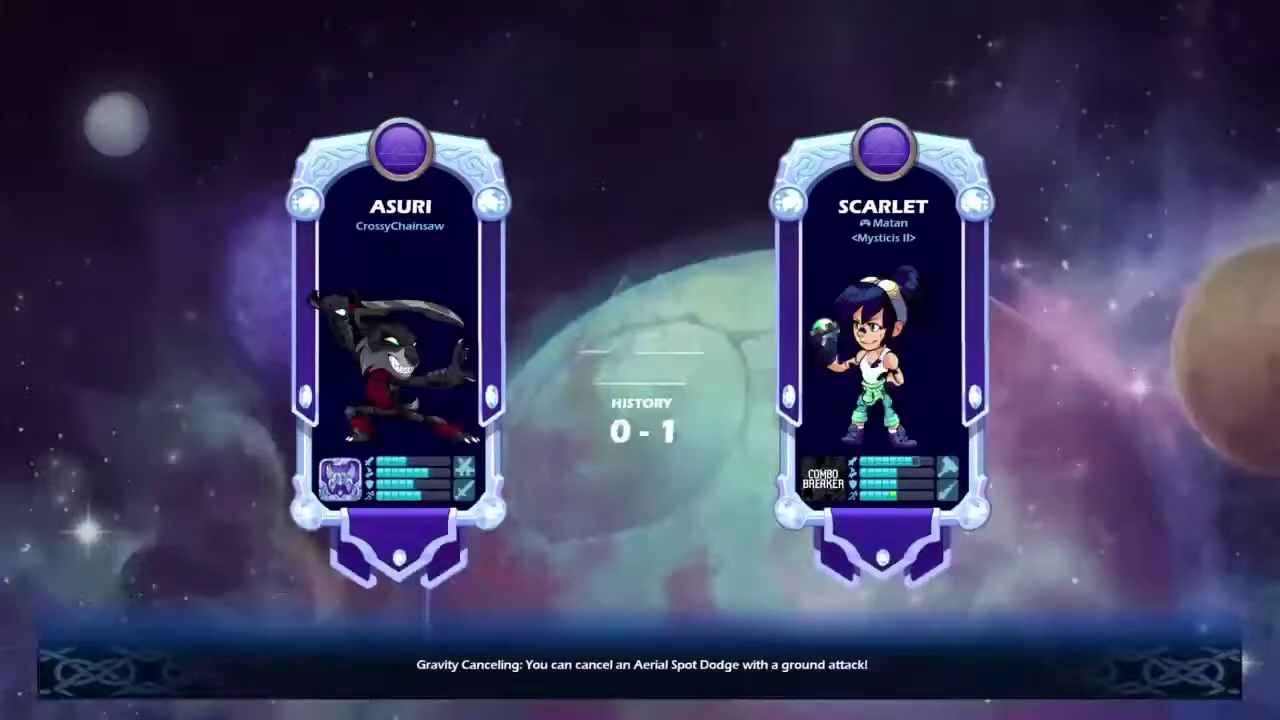 ASURI
CrossyChainsaw
SCARLET
Matan
<Mysticis II>
HISTORY
0 - 1
COMBO
BREAKER
Gravity Canceling: You can cancel an Aerial Spot Dodge with a ground attack!